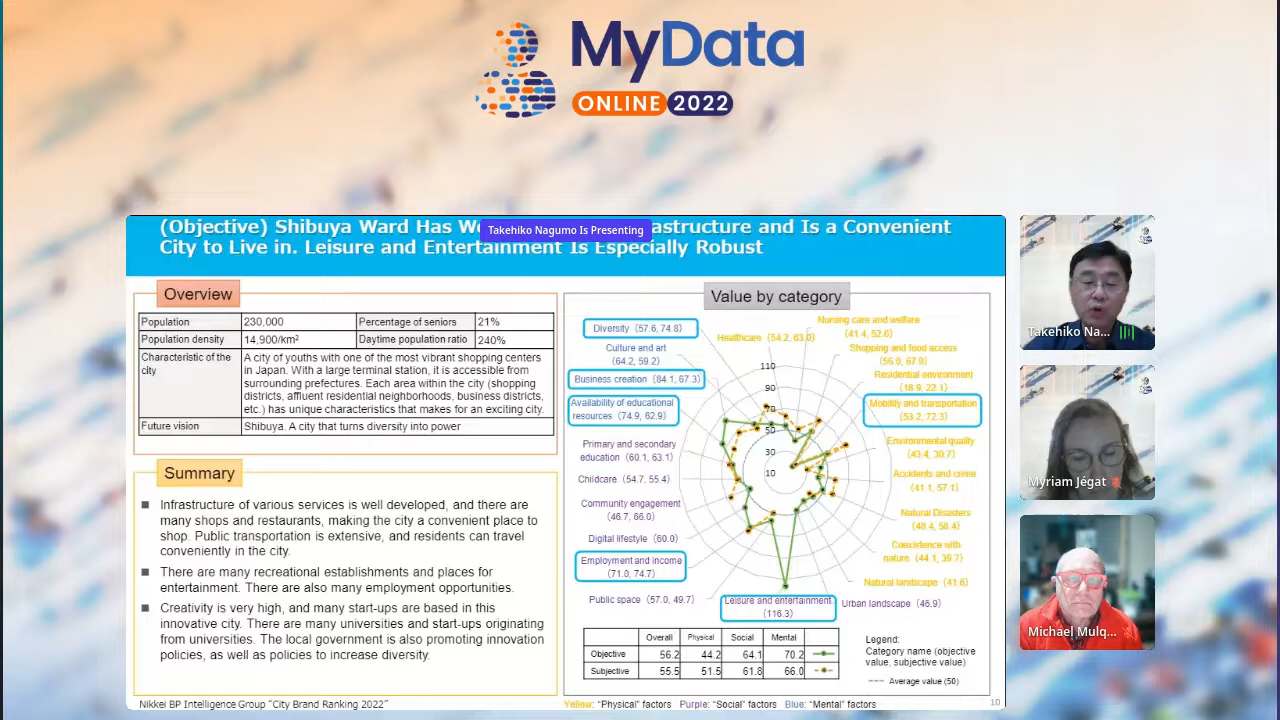 MyData
ONLINE 2022
(Objective) Shibuya Ward Has We
astructure and Is a Convenient
Takehiko Nagumo Is Presenting
City to Live in. Leisure and Entertainment Is Especially Robust
Overview
Population 230,000 Percentage of seniors 21%
Population density 14,900/km² Daytime population ratio 240%
Characteristic of the city
A city of youths with one of the most vibrant shopping centers
in Japan. With a large terminal station, it is accessible from
surrounding prefectures. Each area within the city (shopping
districts, affluent residential neighborhoods, business districts,
etc.) has unique characteristics that makes for an exciting city.
Future vision Shibuya. A city that turns diversity into power
Summary
■ Infrastructure of various services is well developed, and there are
many shops and restaurants, making the city a convenient place to
shop. Public transportation is extensive, and residents can travel
conveniently in the city.
■ There are many recreational establishments and places for
entertainment. There are also many employment opportunities.
■ Creativity is very high, and many start-ups are based in this
innovative city. There are many universities and start-ups originating
from universities. The local government is also promoting innovation
policies, as well as policies to increase diversity.
Value by category
Diversity (57.6, 74.8)
Culture and art
(64.2, 59.2)
Business creation (84.1, 67.3)
Availability of educational
resources (74.9, 62.9)
Primary and secondary
education (60.1, 63.1)
Childcare (54.7, 55.4)
Community engagement
(46.7, 66.0)
Digital lifestyle (60.0)
Employment and income
(71.0, 74.7)
Public space (57.0, 49.7)
Leisure and entertainment
(116.3)
Healthcare (54.2, 63.0)
Nursing care and welfare
(41.4, 52.6)
Shopping and food access
(56.0, 67.9)
Residential environment
(18.9, 22.1)
Mobility and transportation
(53.2, 72.3)
Environmental quality
(43.4, 30.7)
Accidents and crime
(41.1, 57.1)
Natural Disasters
(48.4, 58.4)
Coexistence with
nature (44.1, 39.7)
Natural landscape (41.6)
Urban landscape (46.9)
110
90
70
50
30
10
Overall Physical Social Mental
Objective 56.2 44.2 64.1 70.2
Subjective 55.5 51.5 61.8 66.0
Legend:
Category name (objective
value, subjective value)
Average value (50)
Nikkei BP Intelligence Group "City Brand Ranking 2022"
Yellow: "Physical" factors Purple: "Social" factors Blue: "Mental" factors
10
Takehiko Na...
Myriam Jégat
Michael Mulq...